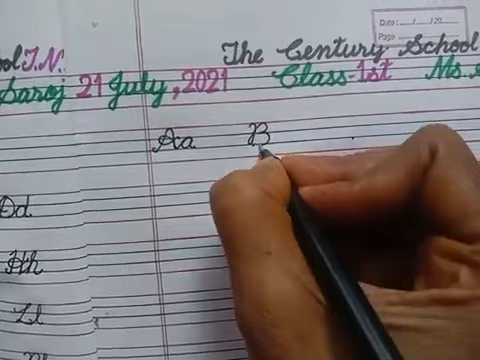 Date: / / 20
Page
ool T.N. The Century School
Saroj 21 July, 2021 Class-1st Ms.
Aa B
Dd
Hh
Ll